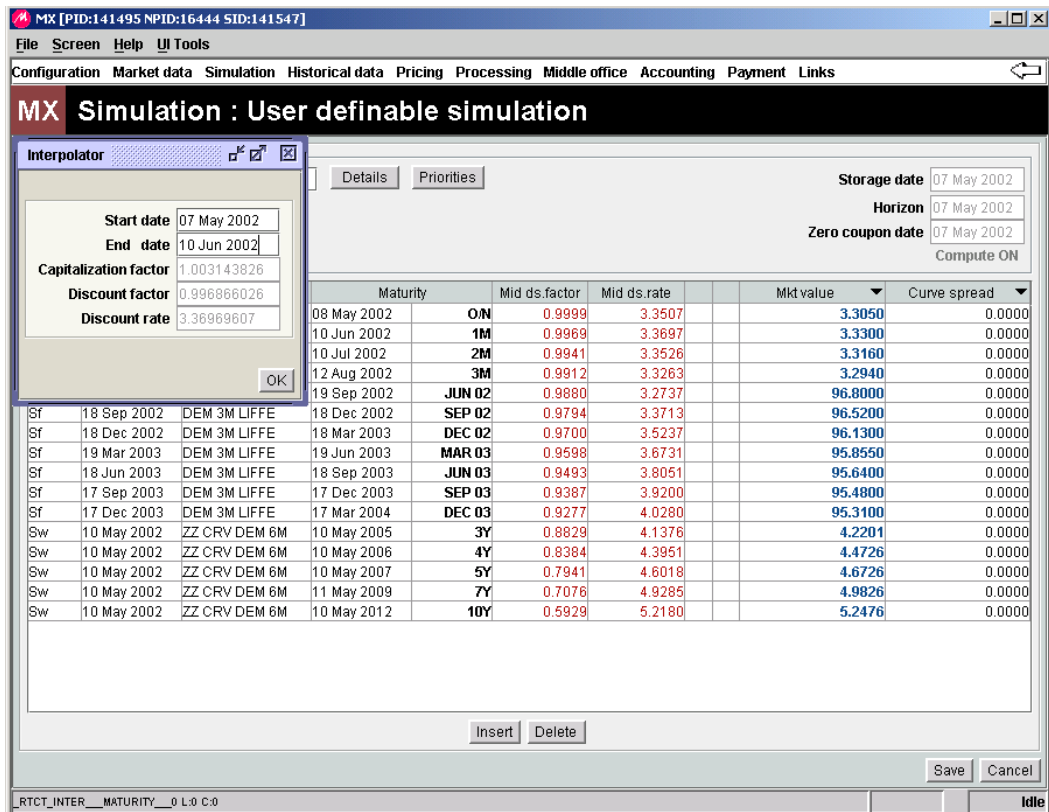 MX [PID:141495 NPID:16444 SID:141547]
File Screen Help UI Tools
Configuration Market data Simulation Historical data Pricing Processing Middle office Accounting Payment Links
MX Simulation : User definable simulation
Interpolator
Details Priorities
Storage date 07 May 2002
Horizon 07 May 2002
Zero coupon date 07 May 2002
Compute ON
Start date 07 May 2002
End date 10 Jun 2002
Capitalization factor 1.003143826
Discount factor 0.996866026
Discount rate 3.36969607
OK
Maturity Mid ds.factor Mid ds.rate Mkt value Curve spread
08 May 2002 O/N 0.9999 3.3507 3.3050 0.0000
10 Jun 2002 1M 0.9969 3.3697 3.3300 0.0000
10 Jul 2002 2M 0.9941 3.3526 3.3160 0.0000
12 Aug 2002 3M 0.9912 3.3263 3.2940 0.0000
19 Sep 2002 JUN 02 0.9880 3.2737 96.8000 0.0000
Sf 18 Sep 2002 DEM 3M LIFFE 18 Dec 2002 SEP 02 0.9794 3.3713 96.5200 0.0000
Sf 18 Dec 2002 DEM 3M LIFFE 18 Mar 2003 DEC 02 0.9700 3.5237 96.1300 0.0000
Sf 19 Mar 2003 DEM 3M LIFFE 19 Jun 2003 MAR 03 0.9598 3.6731 95.8550 0.0000
Sf 18 Jun 2003 DEM 3M LIFFE 18 Sep 2003 JUN 03 0.9493 3.8051 95.6400 0.0000
Sf 17 Sep 2003 DEM 3M LIFFE 17 Dec 2003 SEP 03 0.9387 3.9200 95.4800 0.0000
Sf 17 Dec 2003 DEM 3M LIFFE 17 Mar 2004 DEC 03 0.9277 4.0280 95.3100 0.0000
Sw 10 May 2002 ZZ CRV DEM 6M 10 May 2005 3Y 0.8829 4.1376 4.2201 0.0000
Sw 10 May 2002 ZZ CRV DEM 6M 10 May 2006 4Y 0.8384 4.3951 4.4726 0.0000
Sw 10 May 2002 ZZ CRV DEM 6M 10 May 2007 5Y 0.7941 4.6018 4.6726 0.0000
Sw 10 May 2002 ZZ CRV DEM 6M 11 May 2009 7Y 0.7076 4.9285 4.9826 0.0000
Sw 10 May 2002 ZZ CRV DEM 6M 10 May 2012 10Y 0.5929 5.2180 5.2476 0.0000
Insert Delete
Save Cancel
_RTCT_INTER___MATURITY___0 L:0 C:0 Idle